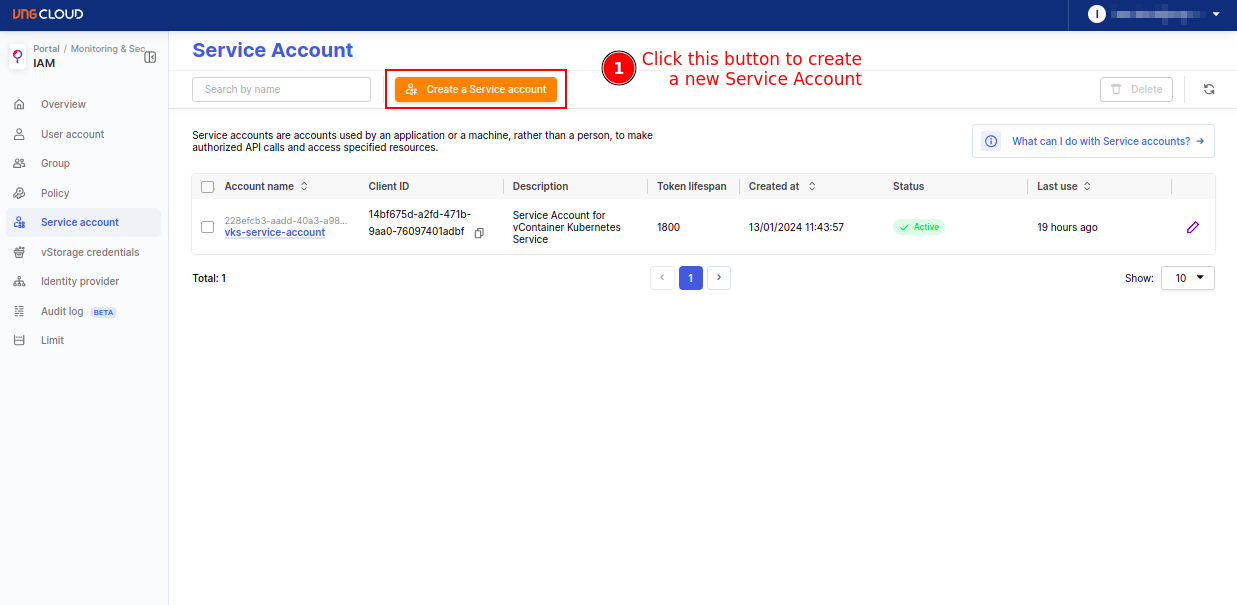 VNGCLOUD
I
Portal / Monitoring & Sec
IAM
Overview
User account
Group
Policy
Service account
vStorage credentials
Identity provider
Audit log BETA
Limit
Service Account
1
Click this button to create
a new Service Account
Search by name
Create a Service account
Delete
Service accounts are accounts used by an application or a machine, rather than a person, to make
authorized API calls and access specified resources.
What can I do with Service accounts?
Account name Client ID Description Token lifespan Created at Status Last use
228efcb3-aadd-40a3-a98...
vks-service-account
14bf675d-a2fd-471b-
9aa0-76097401adbf
Service Account for
vContainer Kubernetes
Service
1800
13/01/2024 11:43:57
Active
19 hours ago
Total: 1
1
Show: 10